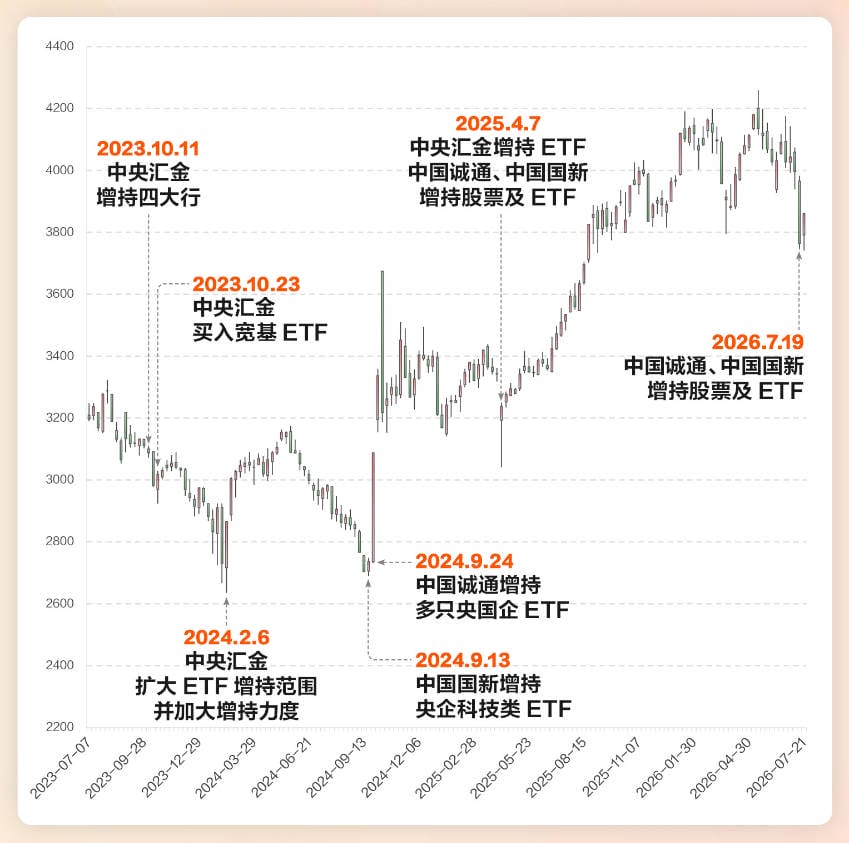 4400
4200
4000
3800
3600
3400
3200
3000
2800
2600
2400
2200
2023.10.11
中央汇金
增持四大行
2023.10.23
中央汇金
买入宽基 ETF
2025.4.7
中央汇金增持 ETF
中国诚通、中国国新
增持股票及 ETF
2026.7.19
中国诚通、中国国新
增持股票及 ETF
2024.2.6
中央汇金
扩大 ETF 增持范围
并加大增持力度
2024.9.24
中国诚通增持
多只央国企 ETF
2024.9.13
中国国新增持
央企科技类 ETF
2023-07-07
2023-09-28
2023-12-29
2024-03-29
2024-06-21
2024-09-13
2024-12-06
2025-02-28
2025-05-23
2025-08-15
2025-11-07
2026-01-30
2026-04-30
2026-07-21